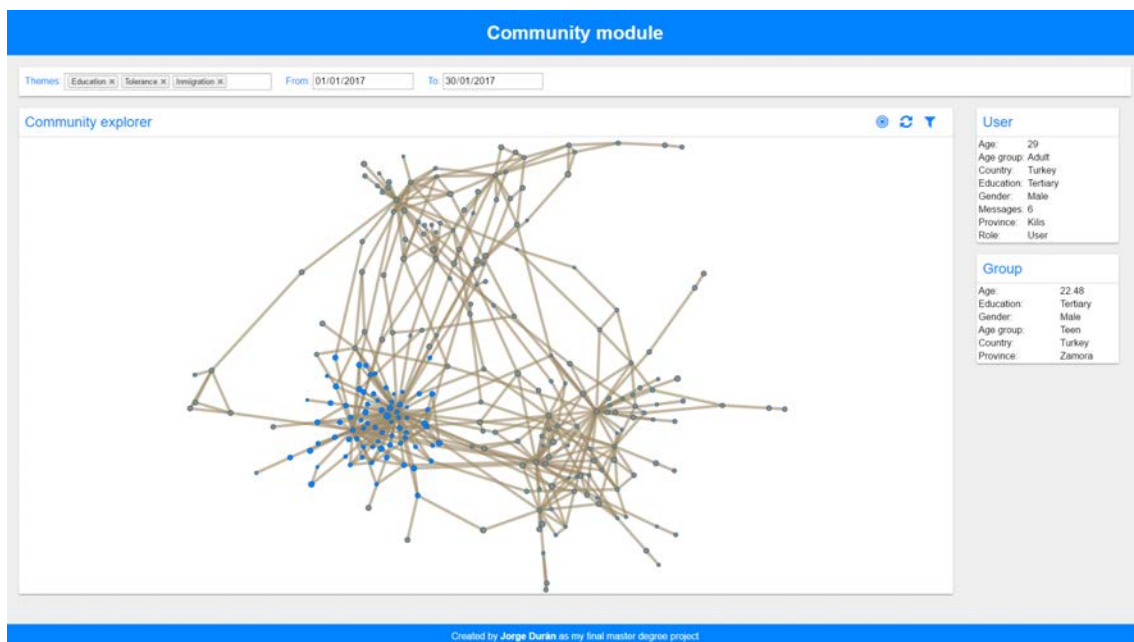 Community module
Themes Education × Tolerance × Inmigration × From 01/01/2017 To 30/01/2017
Community explorer
User
Age: 29
Age group: Adult
Country: Turkey
Education: Tertiary
Gender: Male
Messages: 6
Province: Kilis
Role: User
Group
Age: 22.48
Education: Tertiary
Gender: Male
Age group: Teen
Country: Turkey
Province: Zamora
Created by Jorge Durán as my final master degree project